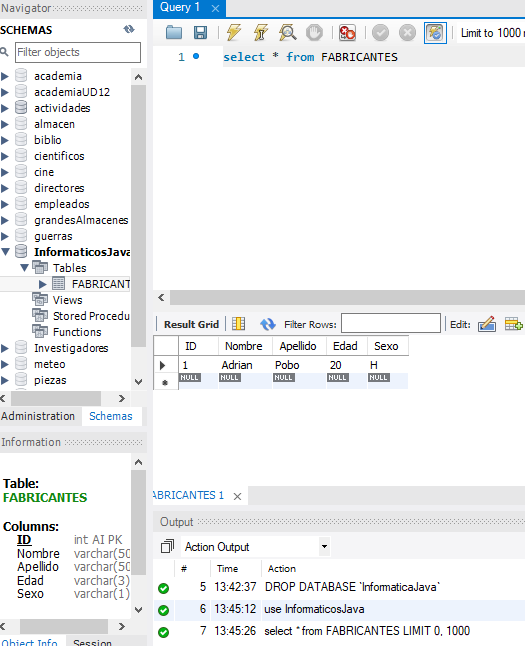 Navigator
SCHEMAS
Filter objects
academia
academiaUD12
actividades
almacen
biblio
cientificos
cine
directores
empleados
grandesAlmacenes
guerras
InformaticosJava
Tables
FABRICANT
Views
Stored Procedu
Functions
Investigadores
meteo
piezas
Administration Schemas
Information
Table:
FABRICANTES
Columns:
ID int AI PK
Nombre varchar(50
Apellido varchar(50
Edad varchar(3)
Sexo varchar(1)
Object Info Session
Query 1
Limit to 1000 r
1 select * from FABRICANTES
Result Grid Filter Rows: Edit:
ID Nombre Apellido Edad Sexo
1 Adrian Pobo 20 H
NULL NULL NULL NULL NULL
ABRICANTES 1
Output
Action Output
# Time Action
5 13:42:37 DROP DATABASE `InformaticaJava`
6 13:45:12 use InformaticosJava
7 13:45:26 select * from FABRICANTES LIMIT 0, 1000